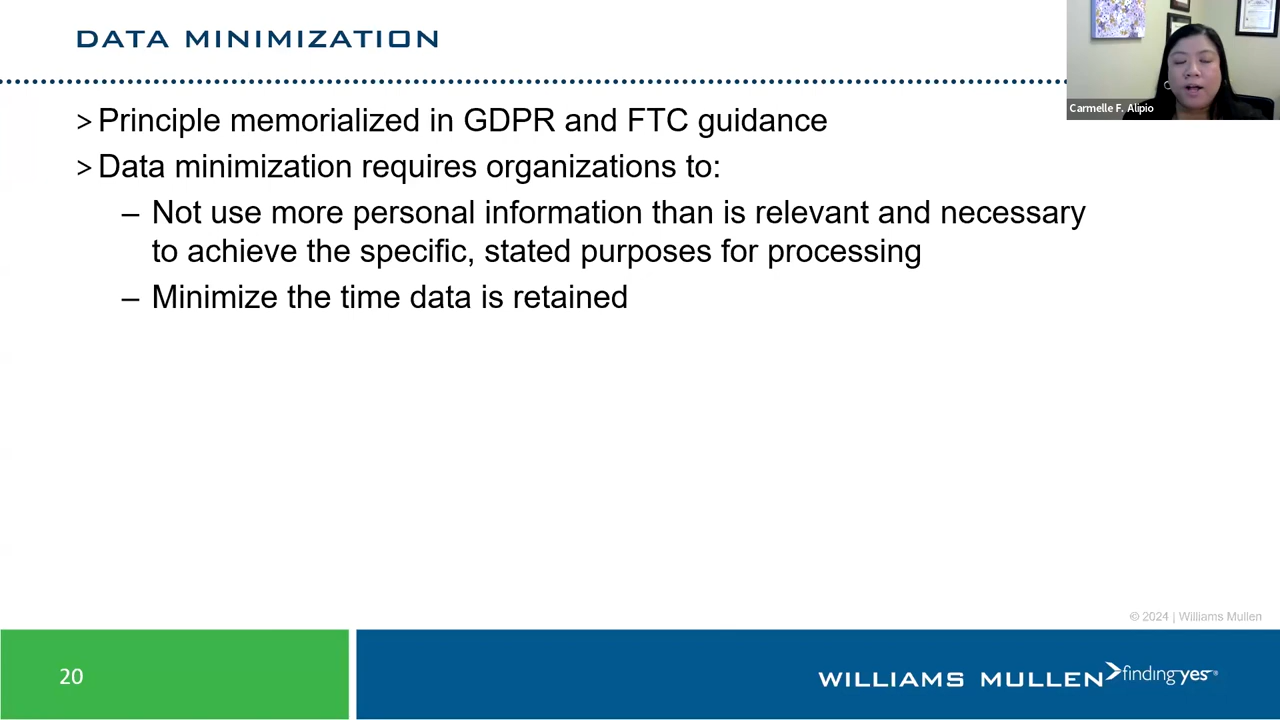 DATA MINIMIZATION
Carmelle F. Alipio
> Principle memorialized in GDPR and FTC guidance
> Data minimization requires organizations to:
– Not use more personal information than is relevant and necessary
to achieve the specific, stated purposes for processing
– Minimize the time data is retained
© 2024 | Williams Mullen
20
WILLIAMS MULLEN finding yes®